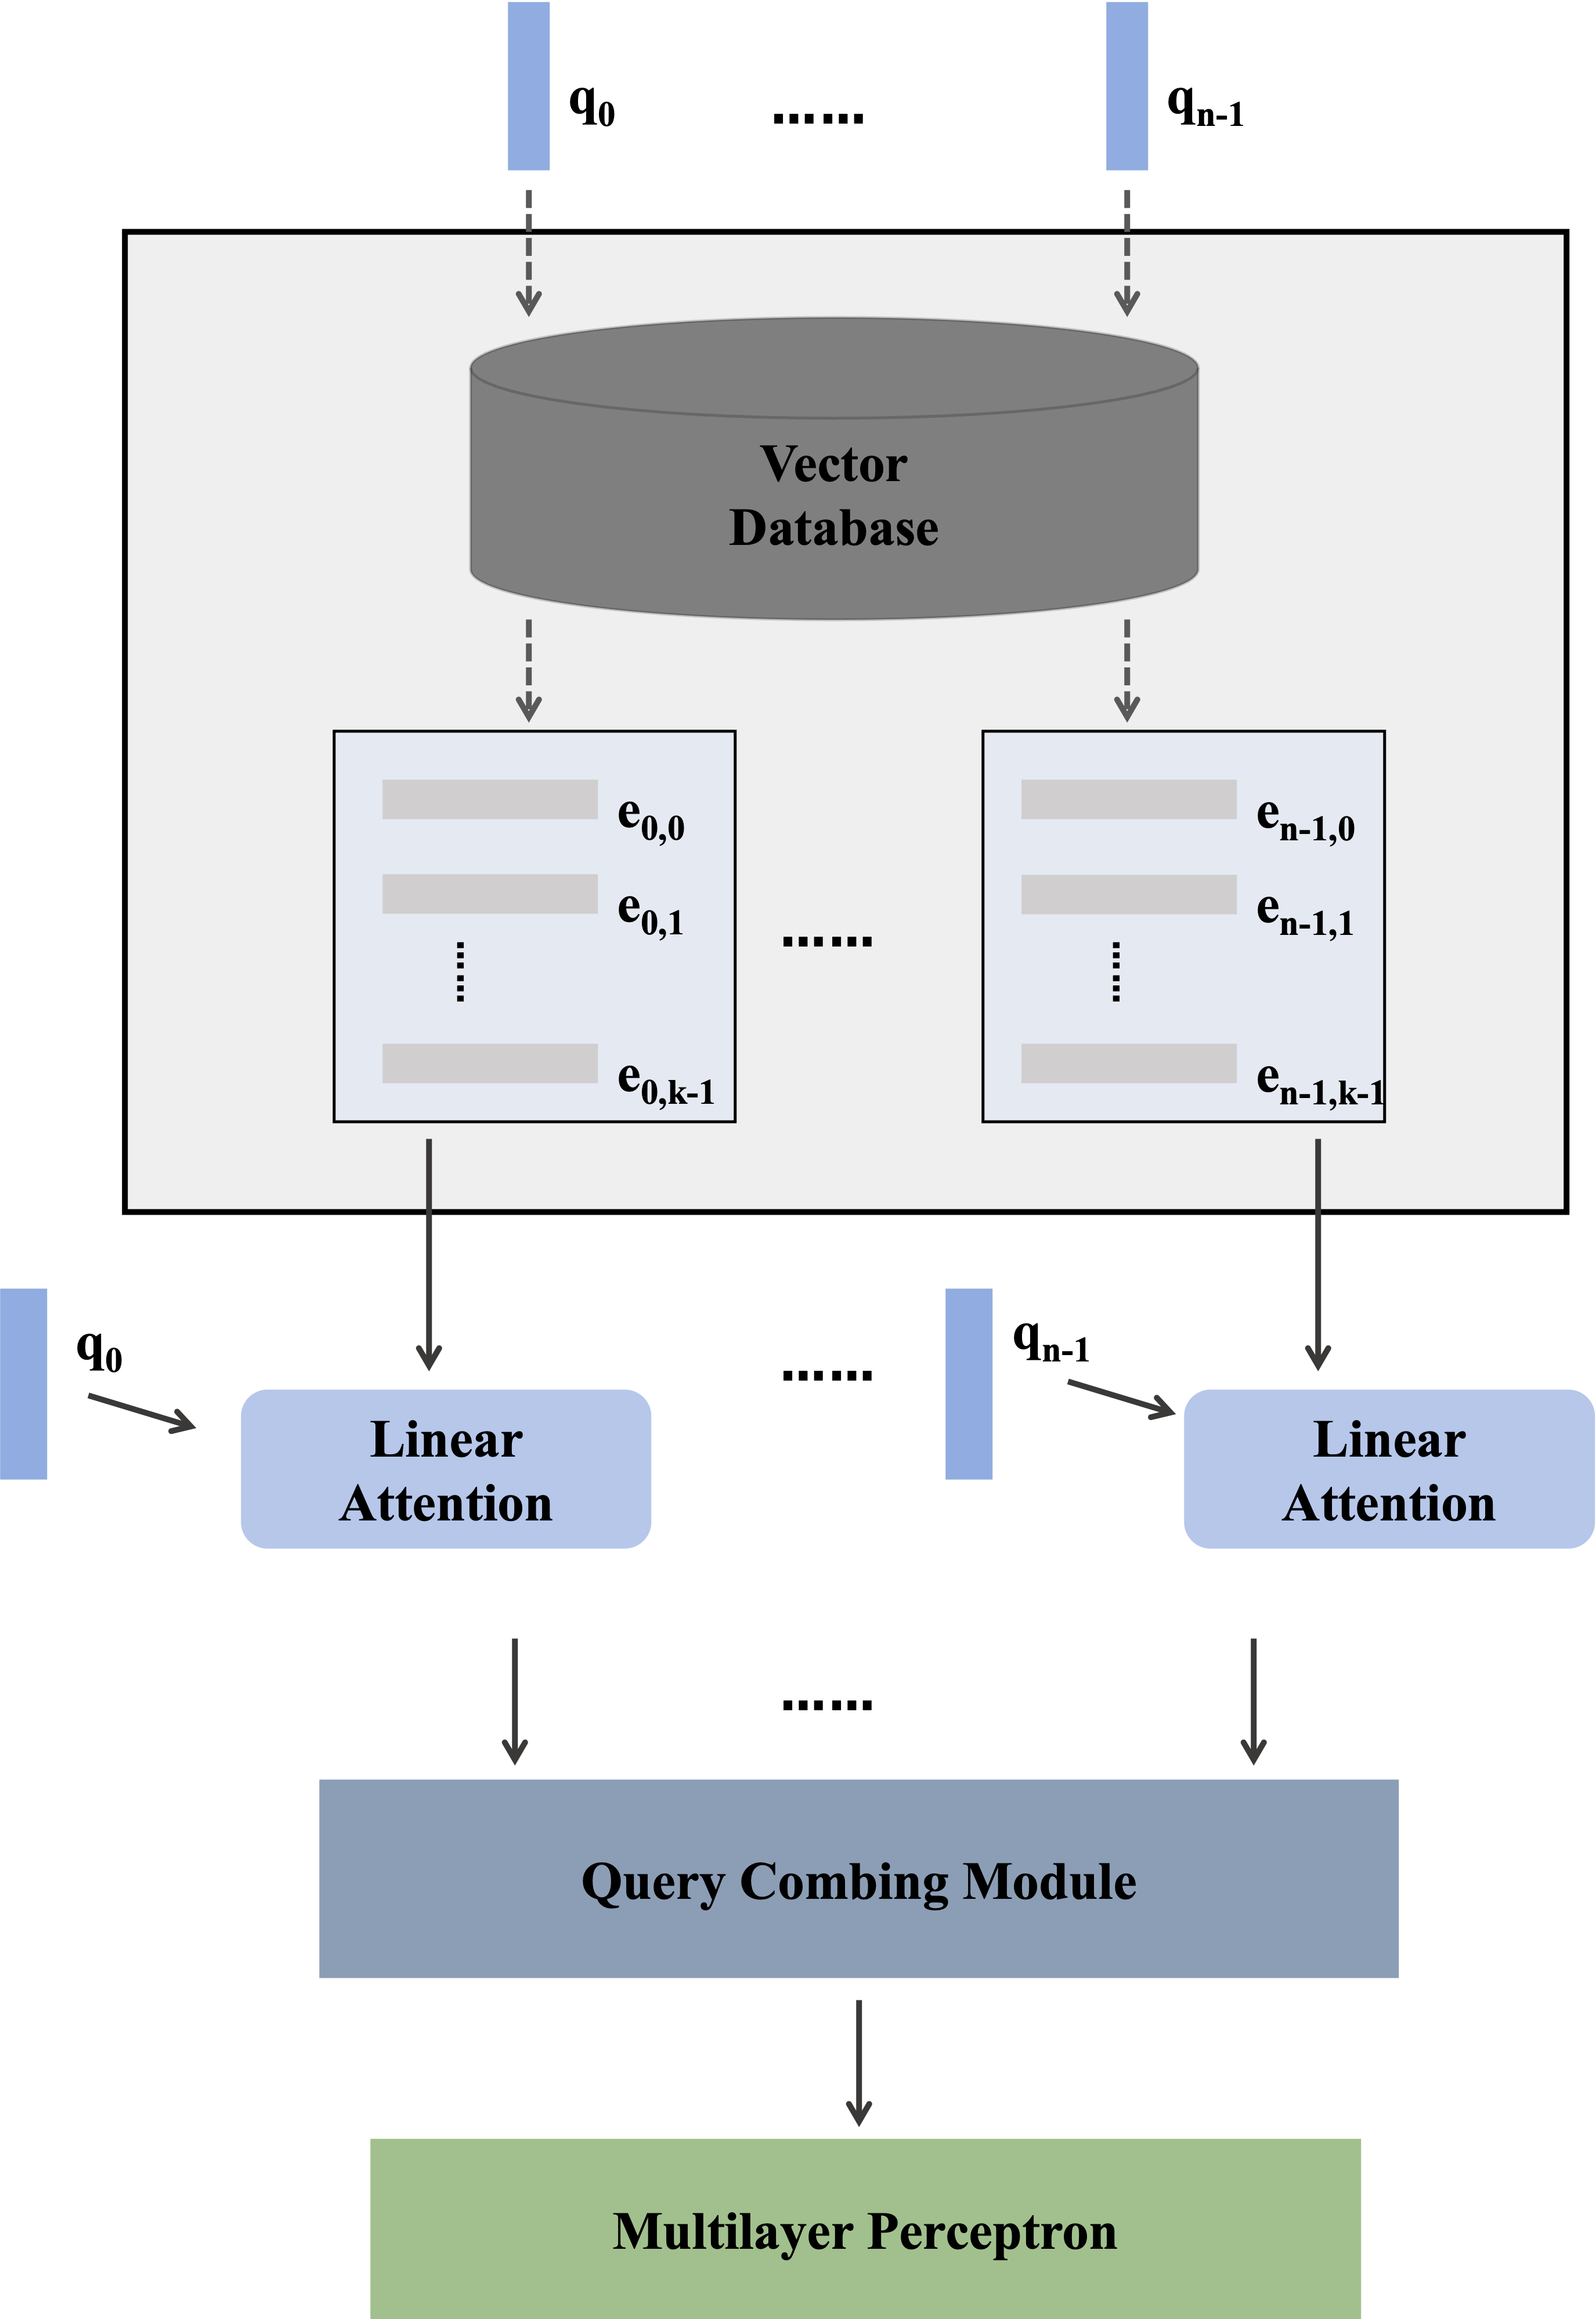 q0 ...... qn-1
Vector
Database
e0,0 en-1,0
e0,1 en-1,1
......
e0,k-1 en-1,k-1
q0 ...... qn-1
Linear
Attention
Linear
Attention
......
Query Combing Module
Multilayer Perceptron